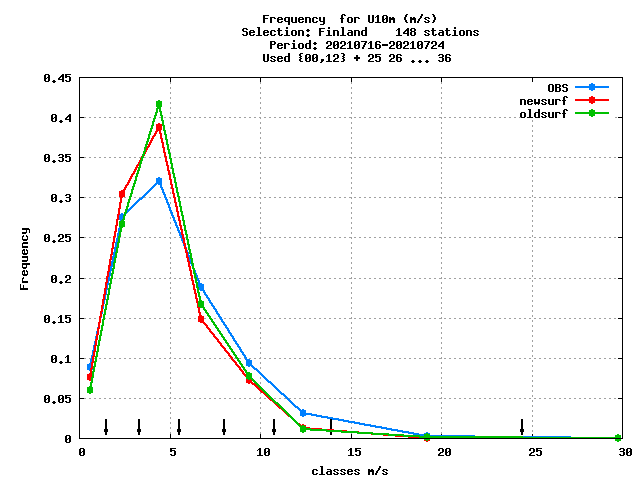 Frequency  for U10m (m/s)
Selection: Finland    148 stations
Period: 20210716-20210724
Used {00,12} + 25 26 ... 36
OBS
newsurf
oldsurf
0.45
0.4
0.35
0.3
0.25
0.2
0.15
0.1
0.05
0
Frequency
0 5 10 15 20 25 30
classes m/s